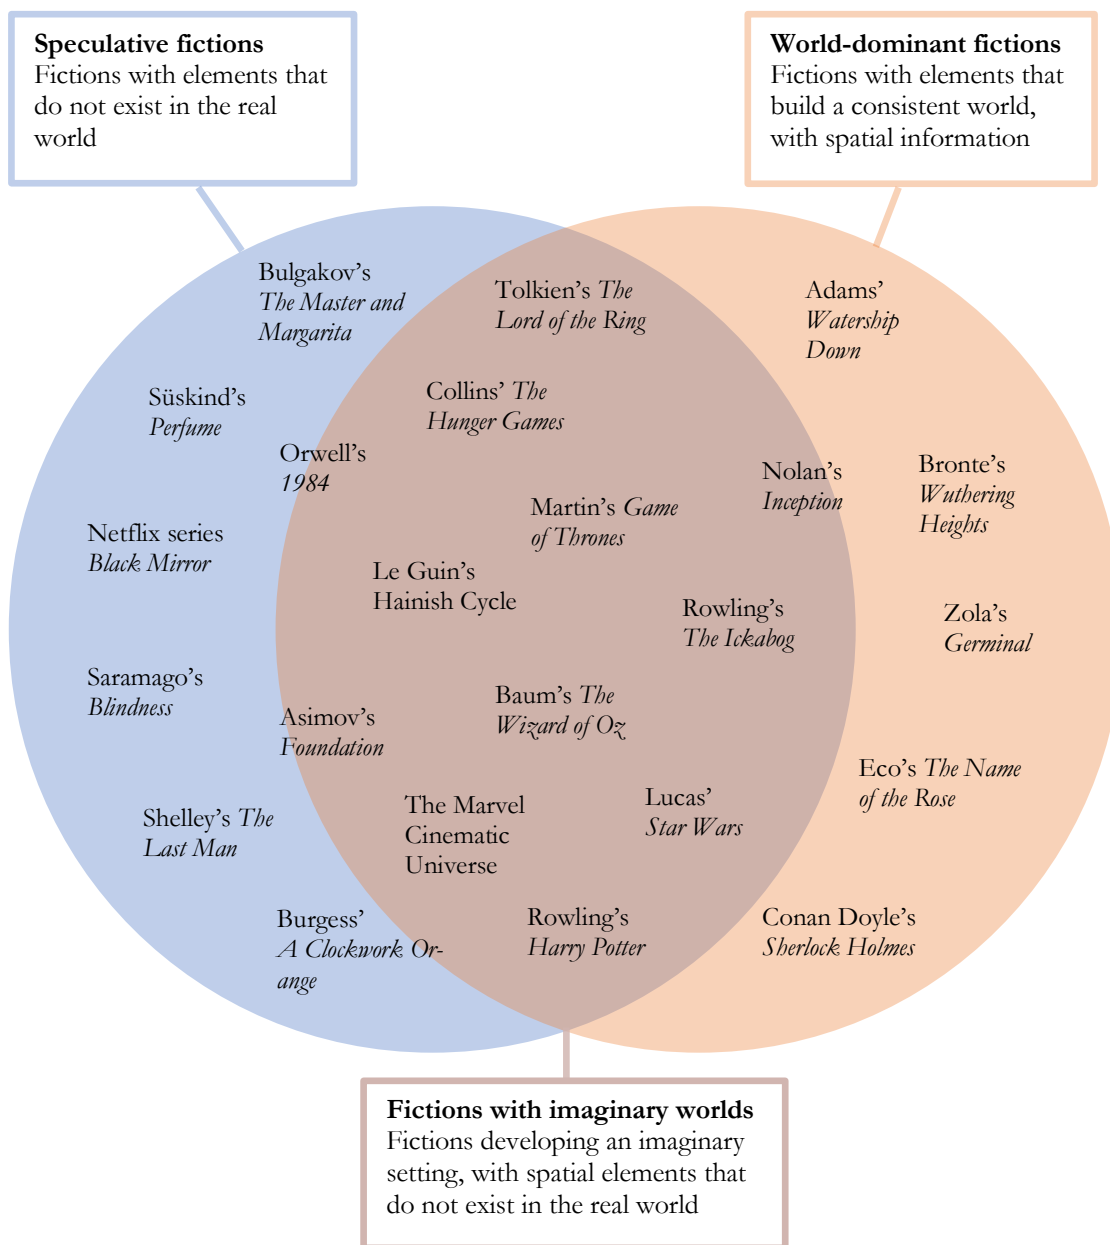 Speculative fictions
Fictions with elements that
do not exist in the real
world
World-dominant fictions
Fictions with elements that
build a consistent world,
with spatial information
Bulgakov’s
The Master and
Margarita
Tolkien’s The
Lord of the Ring
Adams’
Watership
Down
Süskind’s
Perfume
Collins’ The
Hunger Games
Orwell’s
1984
Nolan’s
Inception
Bronte’s
Wuthering
Heights
Netflix series
Black Mirror
Martin’s Game
of Thrones
Le Guin’s
Hainish Cycle
Rowling’s
The Ickabog
Zola’s
Germinal
Saramago’s
Blindness
Asimov’s
Foundation
Baum’s The
Wizard of Oz
Eco’s The Name
of the Rose
Shelley’s The
Last Man
The Marvel
Cinematic
Universe
Lucas’
Star Wars
Burgess’
A Clockwork Or-
ange
Rowling’s
Harry Potter
Conan Doyle’s
Sherlock Holmes
Fictions with imaginary worlds
Fictions developing an imaginary
setting, with spatial elements that
do not exist in the real world